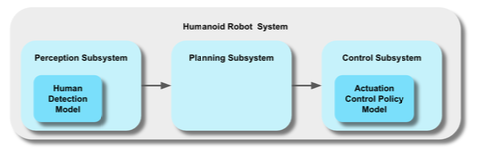 Humanoid Robot System
Perception Subsystem
Planning Subsystem
Control Subsystem
Human
Detection
Model
Actuation
Control Policy
Model